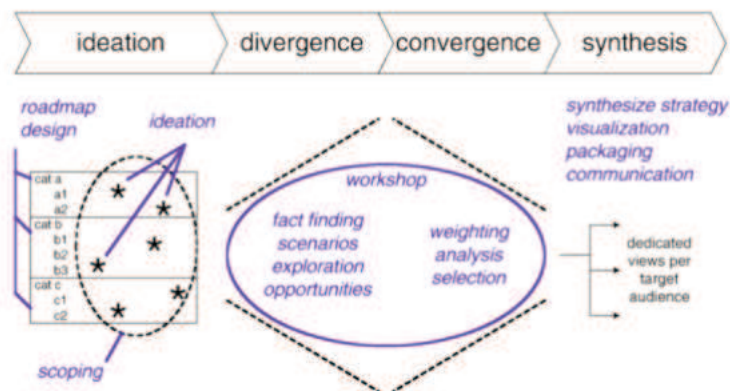 ideation
divergence
convergence
synthesis
roadmap
design
ideation
cat a
a1
a2
cat b
b1
b2
b3
cat c
c1
c2
scoping
workshop
fact finding
scenarios
exploration
opportunities
weighting
analysis
selection
synthesize strategy
visualization
packaging
communication
dedicated
views per
target
audience